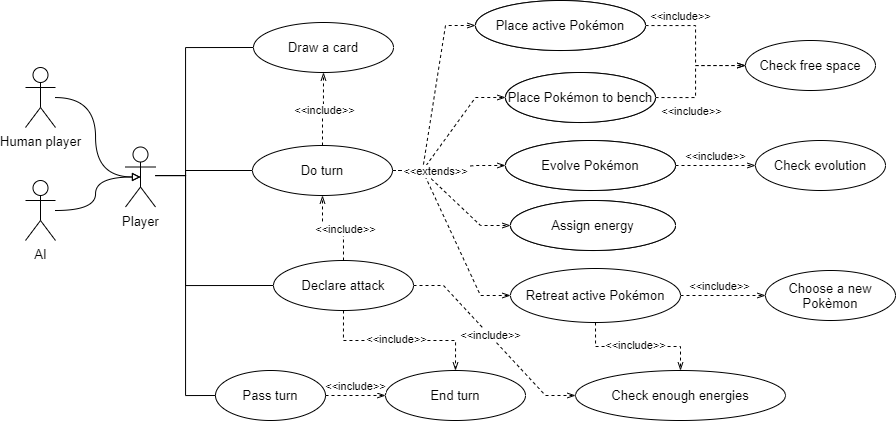 Place active Pokémon
<<include>>
Draw a card
Check free space
Place Pokémon to bench
<<include>>
<<include>>
Human player
Do turn
<<extends>>
Evolve Pokémon
<<include>>
Check evolution
Player
AI
<<include>>
Assign energy
Declare attack
Retreat active Pokémon
<<include>>
Choose a new
Pokèmon
<<include>>
<<include>>
<<include>>
Pass turn
<<include>>
End turn
Check enough energies